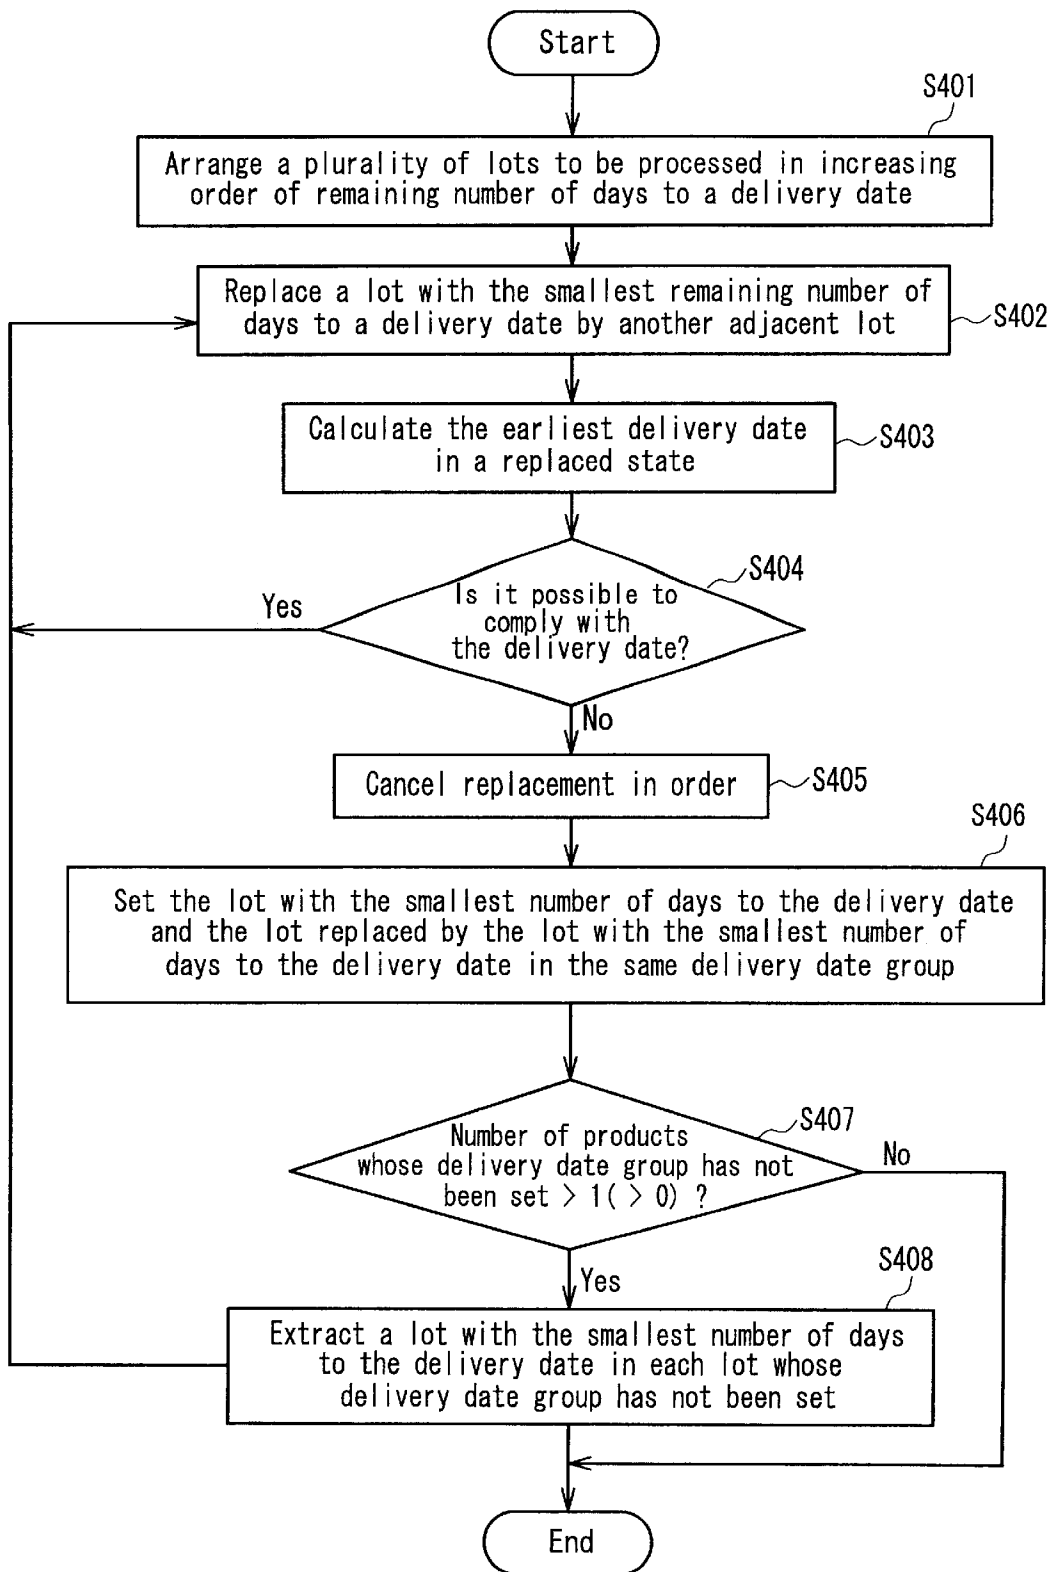 Start
S401
Arrange a plurality of lots to be processed in increasing
order of remaining number of days to a delivery date
Replace a lot with the smallest remaining number of
days to a delivery date by another adjacent lot
S402
Calculate the earliest delivery date
in a replaced state
S403
S404
Is it possible to
comply with
the delivery date?
Yes
No
Cancel replacement in order
S405
S406
Set the lot with the smallest number of days to the delivery date
and the lot replaced by the lot with the smallest number of
days to the delivery date in the same delivery date group
S407
Number of products
whose delivery date group has not
been set > 1( > 0) ?
No
Yes
S408
Extract a lot with the smallest number of days
to the delivery date in each lot whose
delivery date group has not been set
End